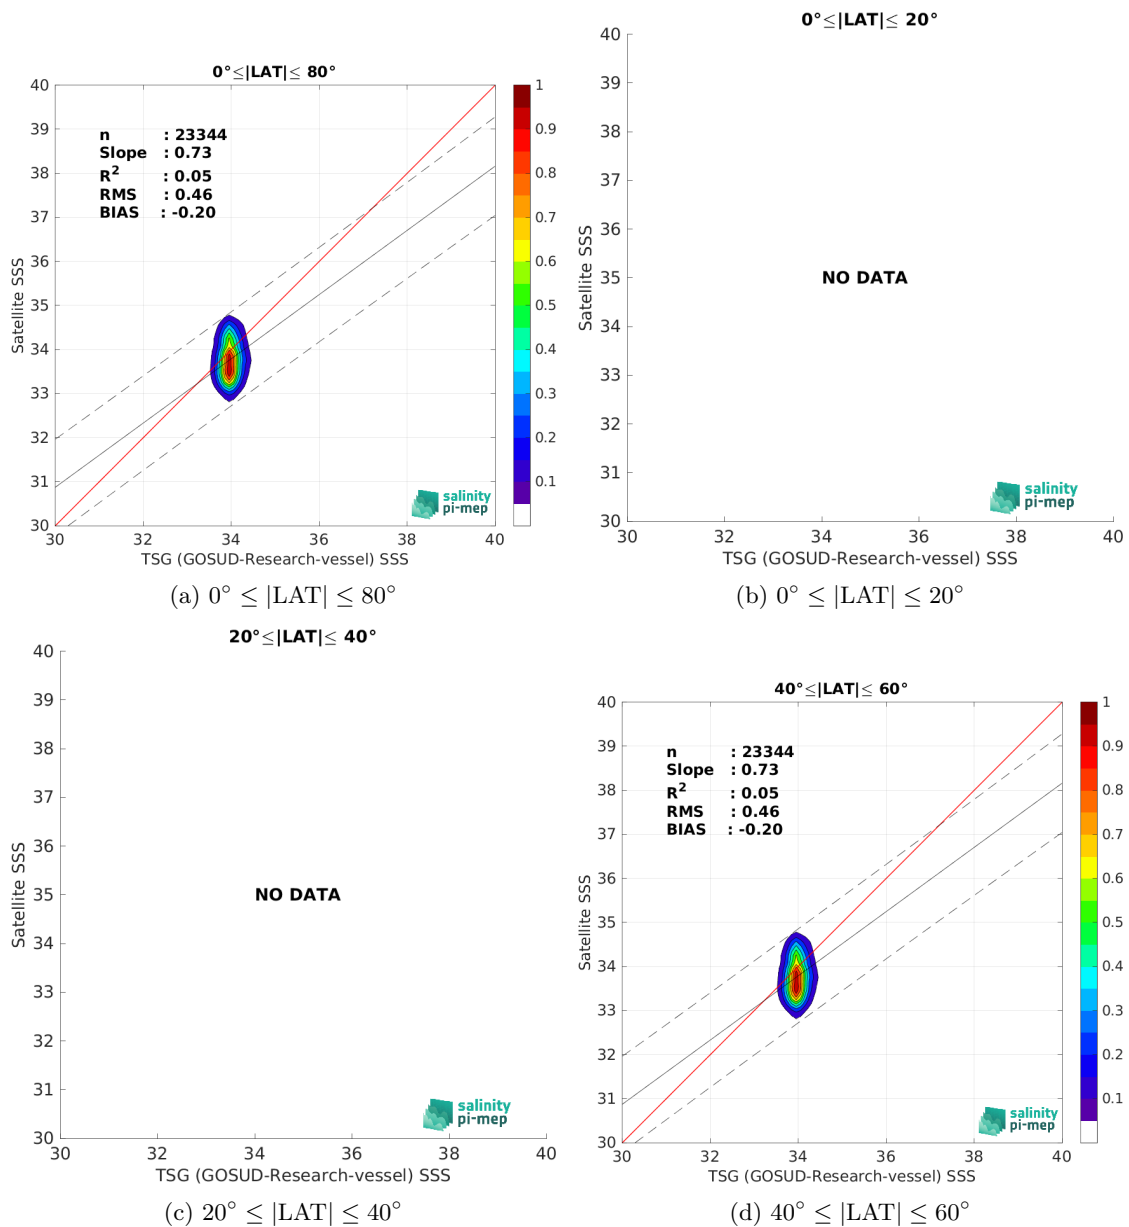 0°≤|LAT|≤ 80°
40
39
38
37
36
35
34
33
32
31
30
Satellite SSS
n : 23344
Slope : 0.73
R² : 0.05
RMS : 0.46
BIAS : -0.20
salinity
pi-mep
30 32 34 36 38 40
TSG (GOSUD-Research-vessel) SSS
1
0.9
0.8
0.7
0.6
0.5
0.4
0.3
0.2
0.1
(a) 0° ≤ |LAT| ≤ 80°
0°≤|LAT|≤ 20°
40
39
38
37
36
35
34
33
32
31
30
Satellite SSS
NO DATA
salinity
pi-mep
30 32 34 36 38 40
TSG (GOSUD-Research-vessel) SSS
(b) 0° ≤ |LAT| ≤ 20°
20°≤|LAT|≤ 40°
40
39
38
37
36
35
34
33
32
31
30
Satellite SSS
NO DATA
salinity
pi-mep
30 32 34 36 38 40
TSG (GOSUD-Research-vessel) SSS
(c) 20° ≤ |LAT| ≤ 40°
40°≤|LAT|≤ 60°
40
39
38
37
36
35
34
33
32
31
30
Satellite SSS
n : 23344
Slope : 0.73
R² : 0.05
RMS : 0.46
BIAS : -0.20
salinity
pi-mep
30 32 34 36 38 40
TSG (GOSUD-Research-vessel) SSS
1
0.9
0.8
0.7
0.6
0.5
0.4
0.3
0.2
0.1
(d) 40° ≤ |LAT| ≤ 60°